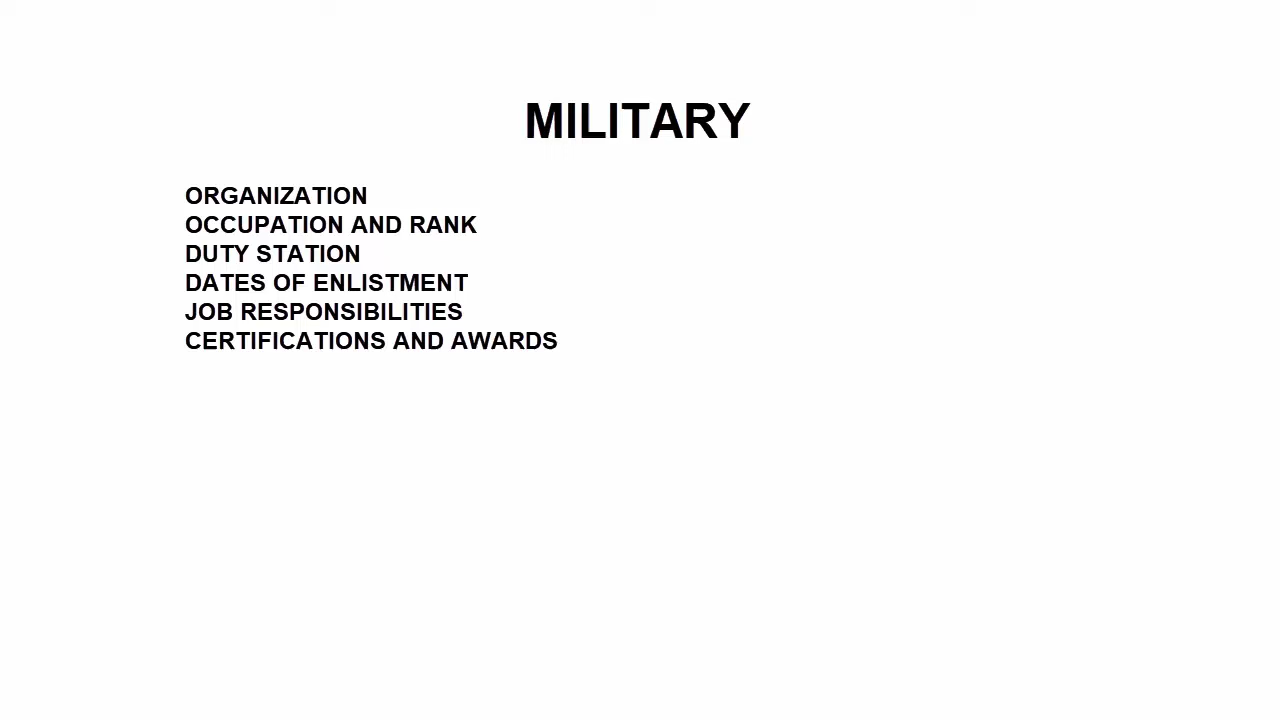 MILITARY
ORGANIZATION
OCCUPATION AND RANK
DUTY STATION
DATES OF ENLISTMENT
JOB RESPONSIBILITIES
CERTIFICATIONS AND AWARDS